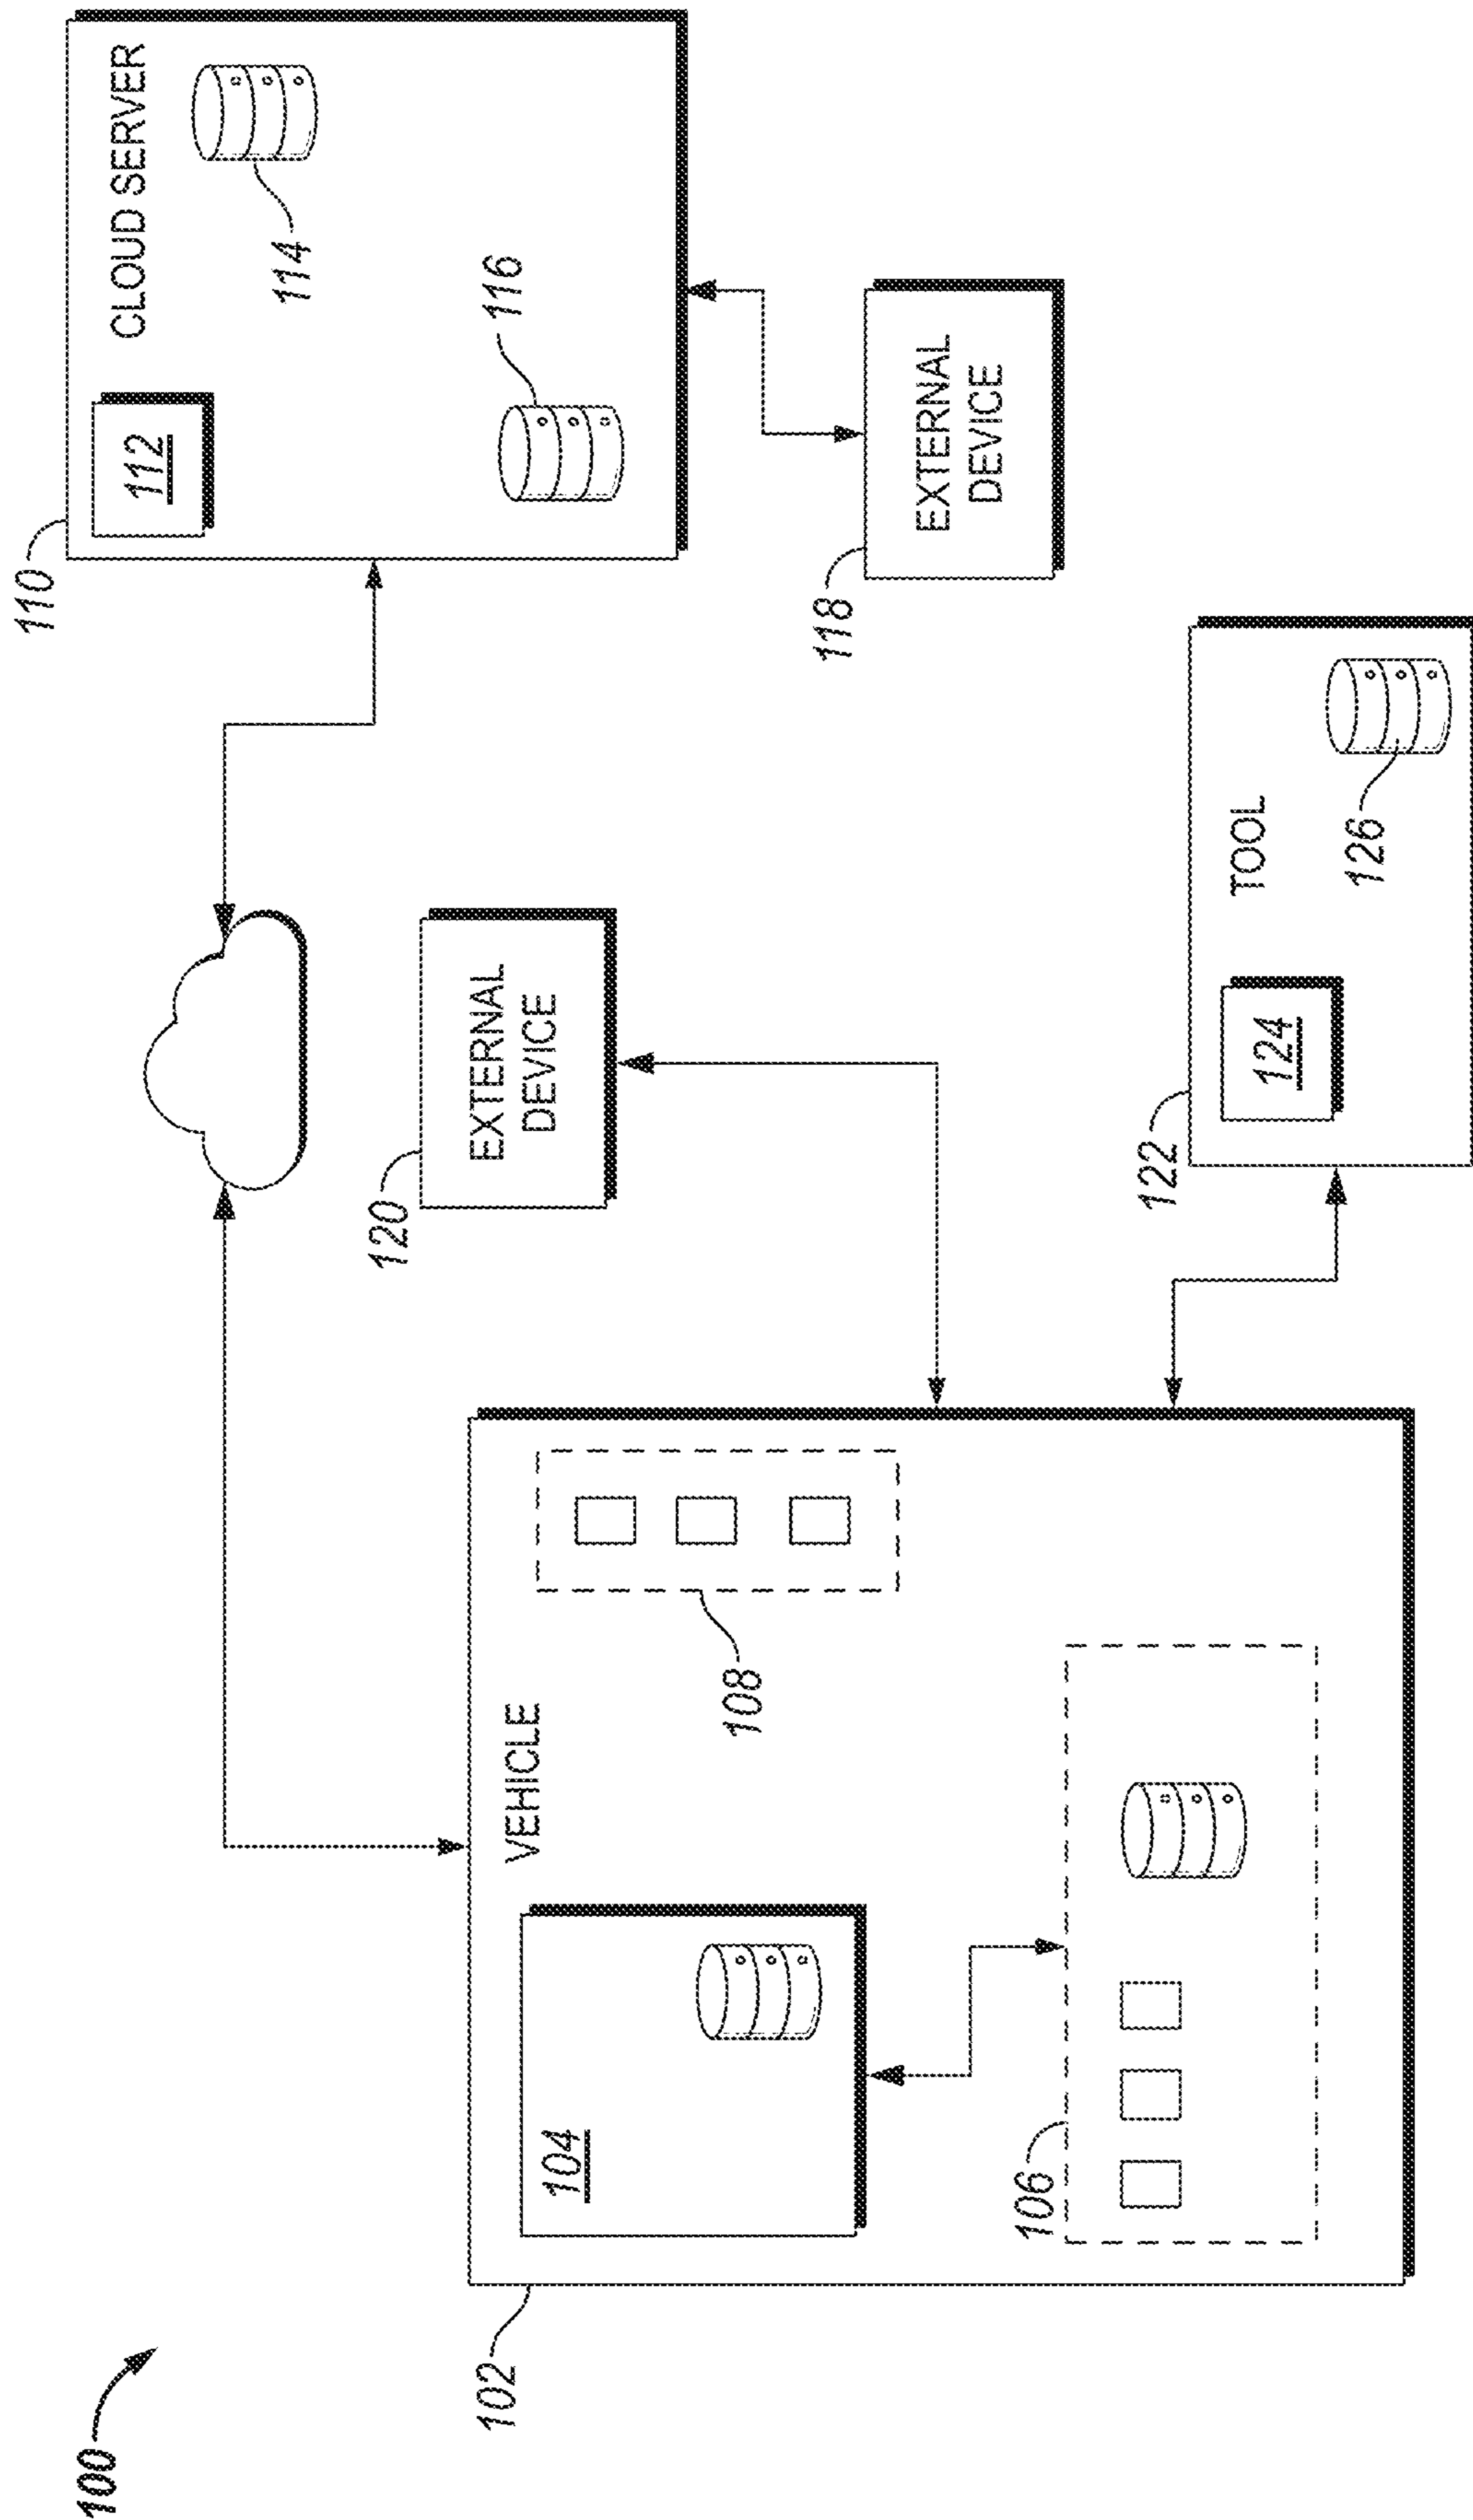 100
110
112
CLOUD SERVER
114
116
120
EXTERNAL
DEVICE
118
EXTERNAL
DEVICE
102
104
VEHICLE
108
106
122
124
TOOL
126